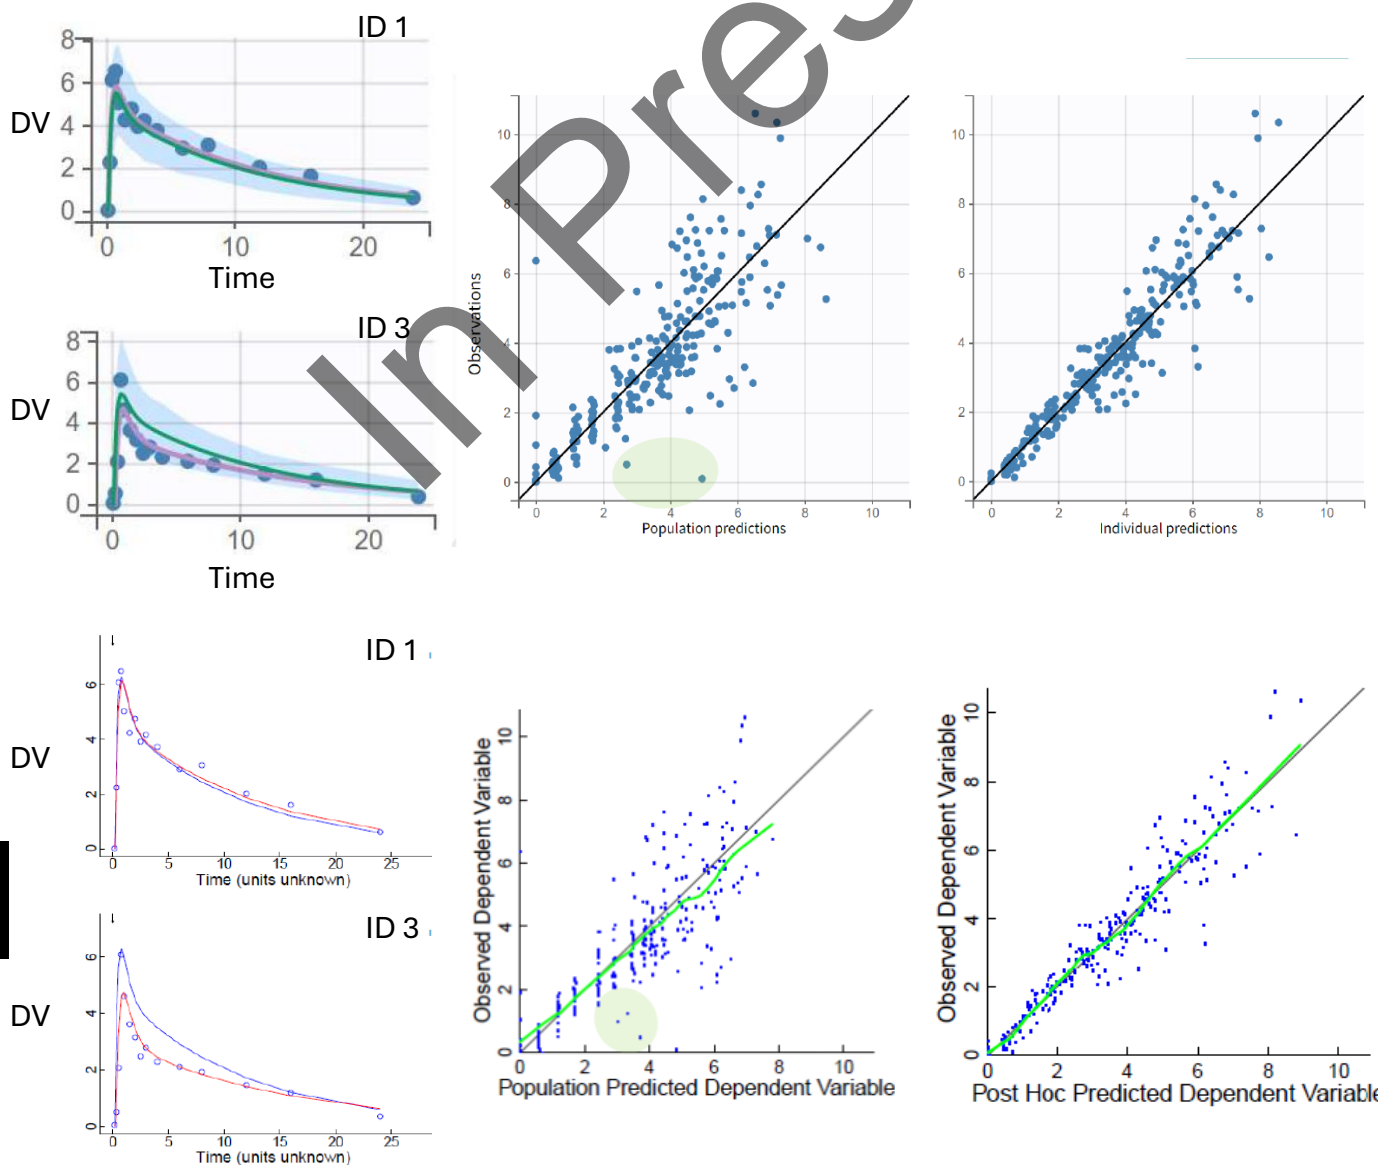 ID 1
8
6
DV
4
2
0
0 10 20
Time
ID 3
8
6
DV
4
2
0
0 10 20
Time
In Pres
10
8
6
4
2
0
Observations
0 2 4 6 8 10
Population predictions
10
8
6
4
2
0
0 2 4 6 8 10
Individual predictions
ID 1
6
DV
4
2
0
0 5 10 15 20 25
Time (units unknown)
ID 3
6
4
DV
2
0
0 5 10 15 20 25
Time (units unknown)
10
8
6
4
2
0
Observed Dependent Variable
0 2 4 6 8 10
Population Predicted Dependent Variable
10
8
6
4
2
0
Observed Dependent Variable
0 2 4 6 8 10
Post Hoc Predicted Dependent Variable